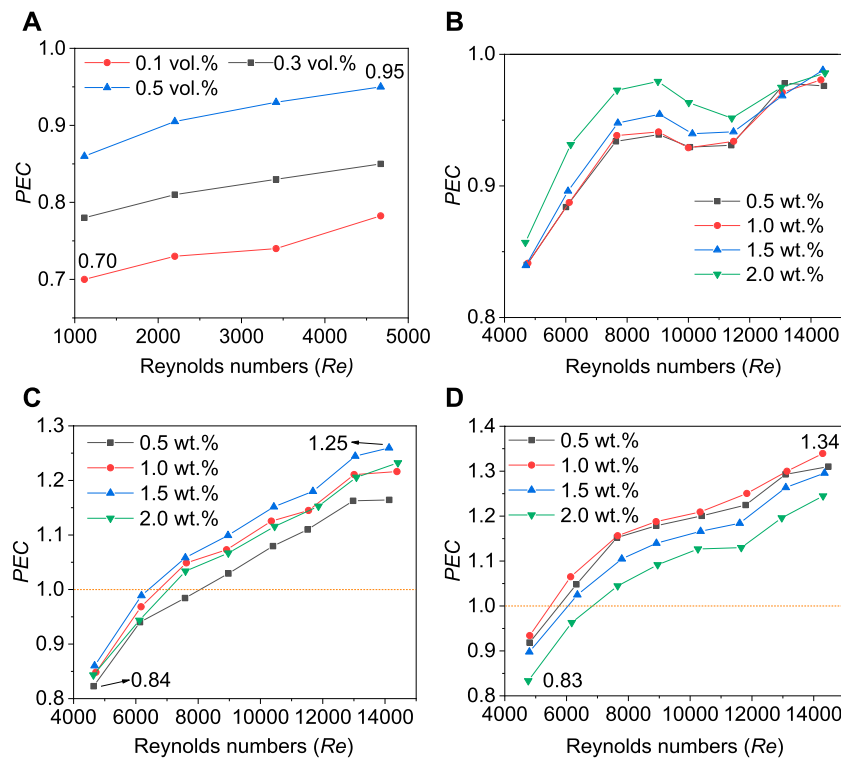 A
0.1 vol.% 0.3 vol.%
0.5 vol.%
0.95
0.70
PEC
1.0
0.9
0.8
0.7
1000 2000 3000 4000 5000
Reynolds numbers (Re)
B
PEC
1.0
0.9
0.8
0.5 wt.%
1.0 wt.%
1.5 wt.%
2.0 wt.%
4000 6000 8000 10000 12000 14000
Reynolds numbers (Re)
C
PEC
1.3
1.2
1.1
1.0
0.9
0.8
0.5 wt.%
1.0 wt.%
1.5 wt.%
2.0 wt.%
1.25
0.84
4000 6000 8000 10000 12000 14000
Reynolds numbers (Re)
D
PEC
1.4
1.3
1.2
1.1
1.0
0.9
0.8
0.5 wt.%
1.0 wt.%
1.5 wt.%
2.0 wt.%
1.34
0.83
4000 6000 8000 10000 12000 14000
Reynolds numbers (Re)